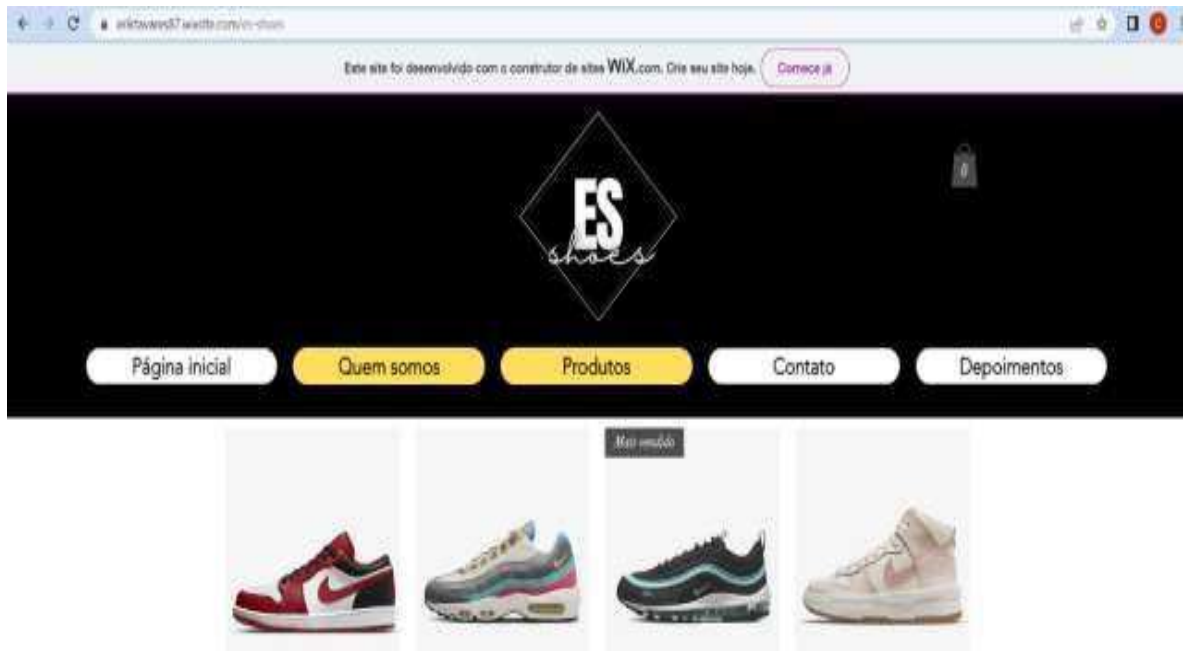 Este site foi desenvolvido com o construtor de sites WiX.com. Crie seu site hoje. Comece já
0
ES
shoes
Página inicial Quem somos Produtos Contato Depoimentos
Mais vendido